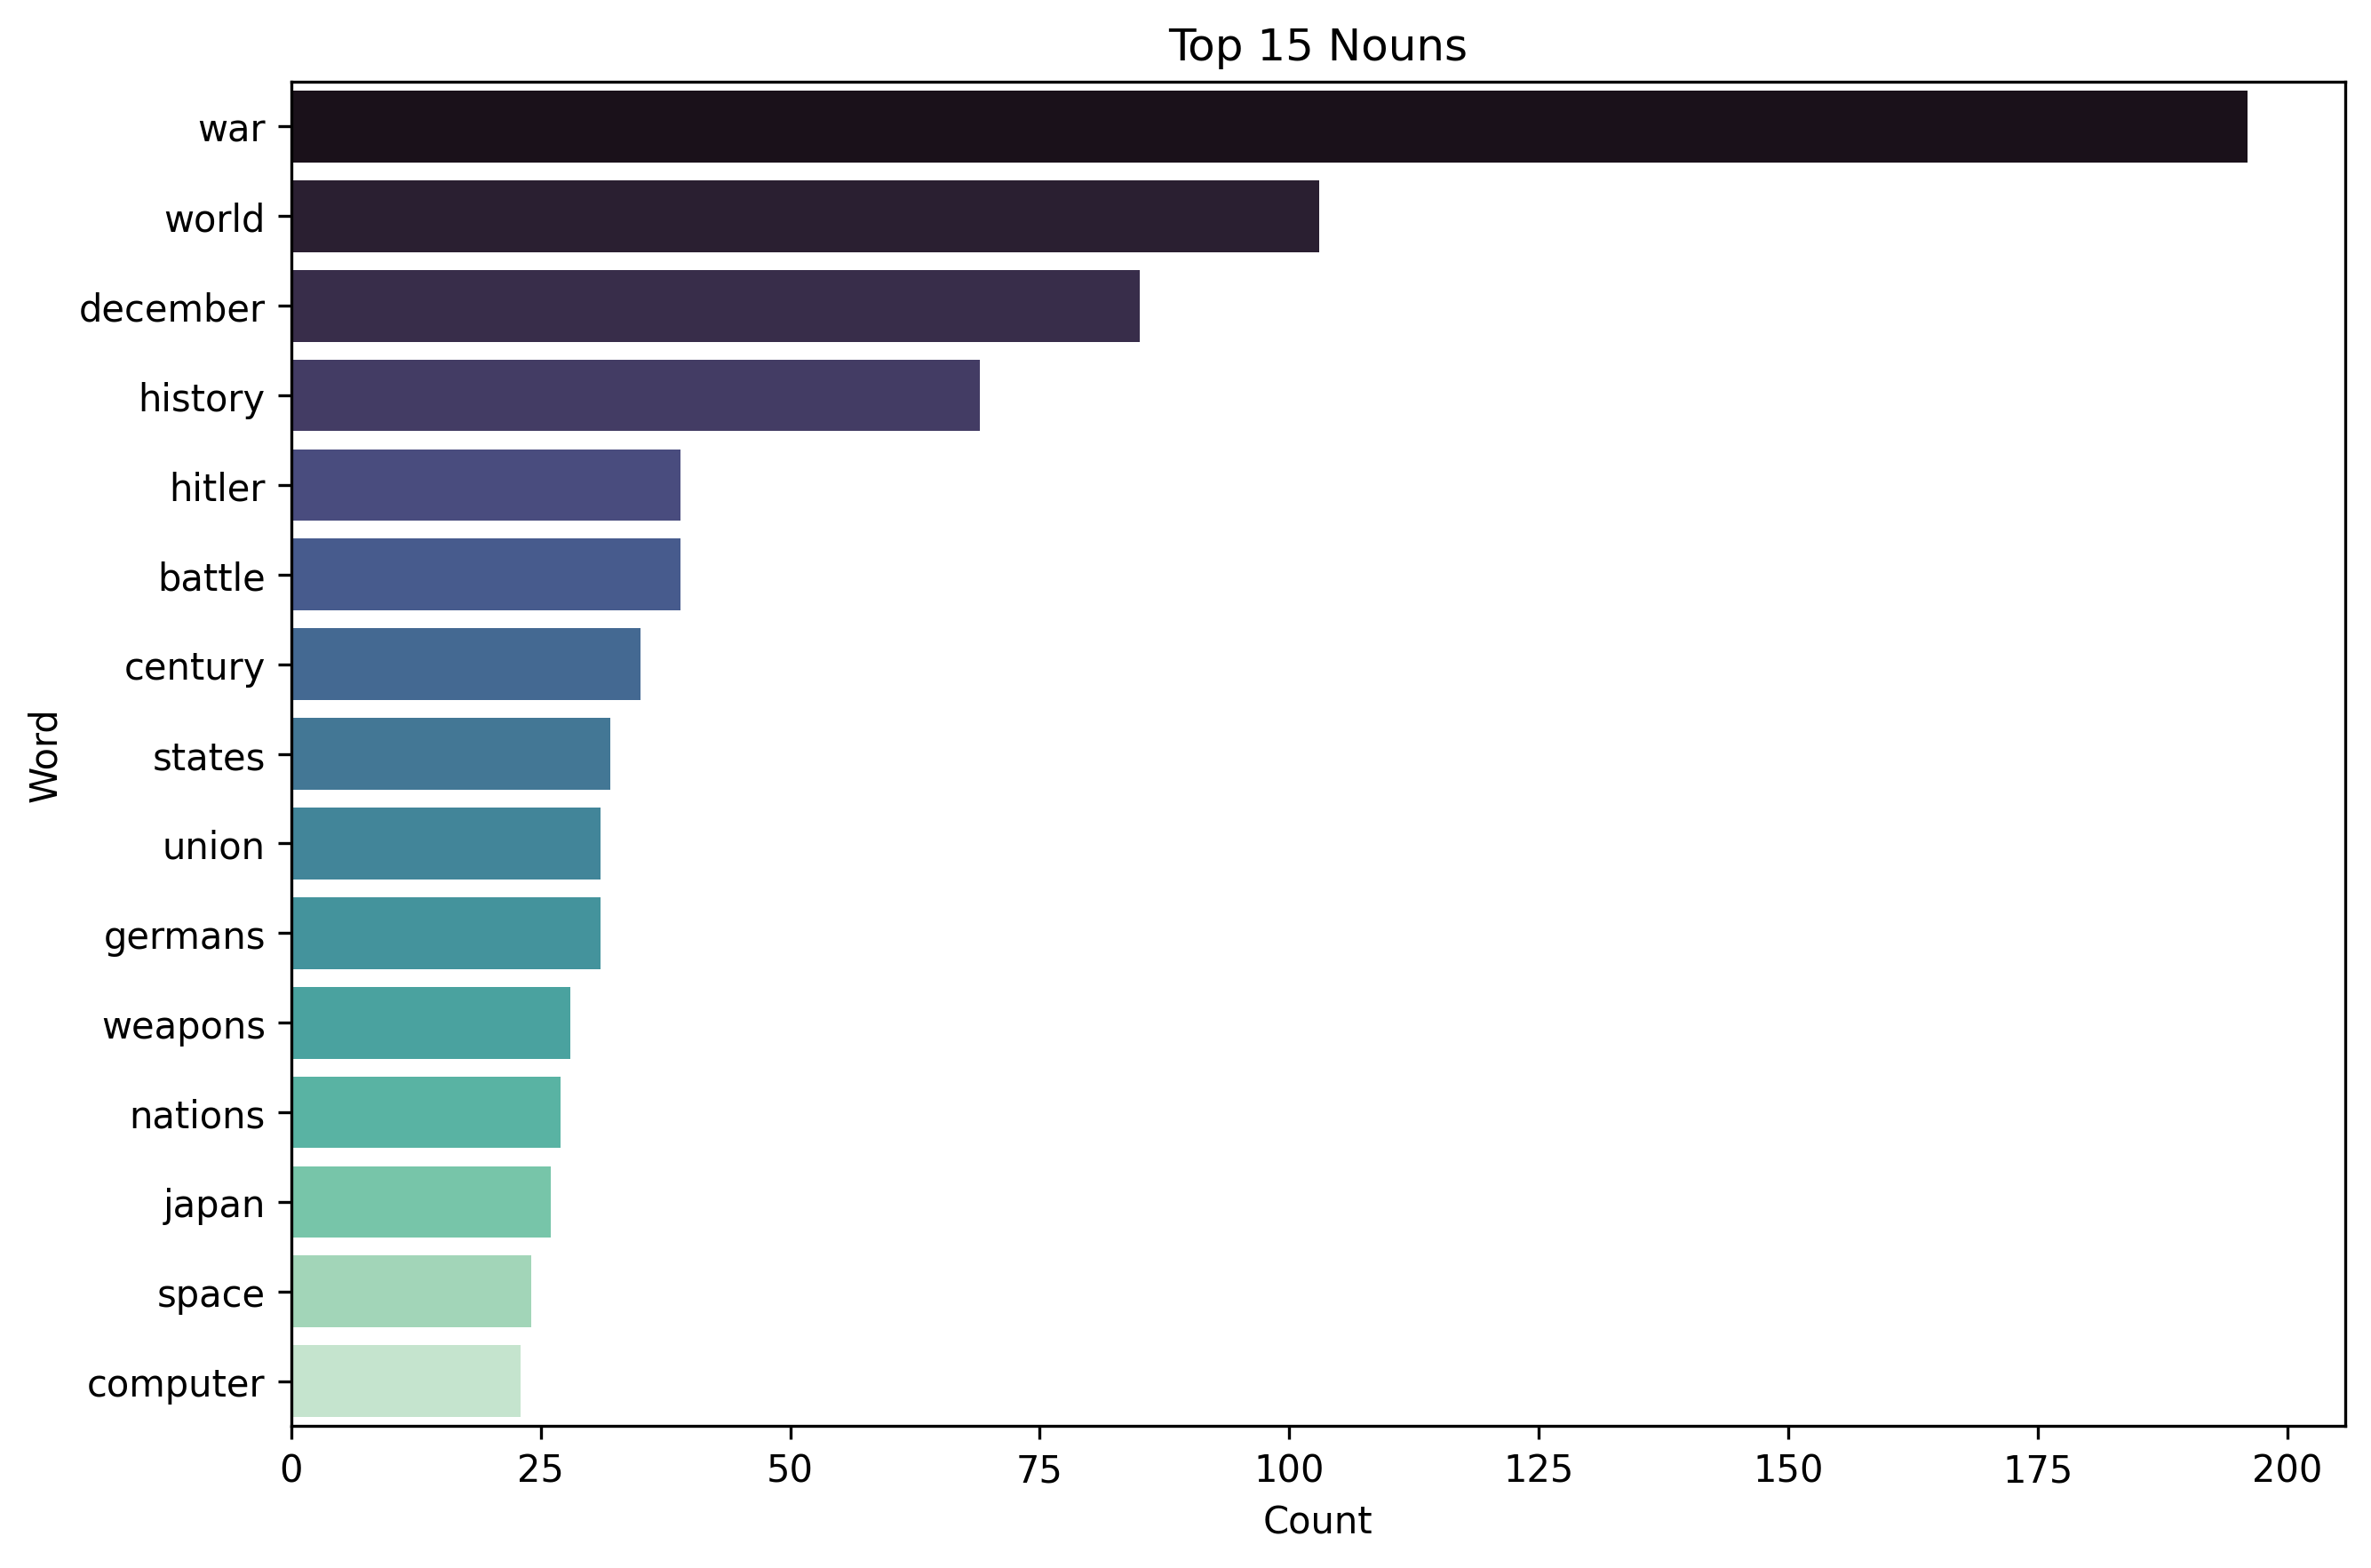 Top 15 Nouns
war
world
december
history
hitler
battle
century
states
union
germans
weapons
nations
japan
space
computer
Word
0 25 50 75 100 125 150 175 200
Count